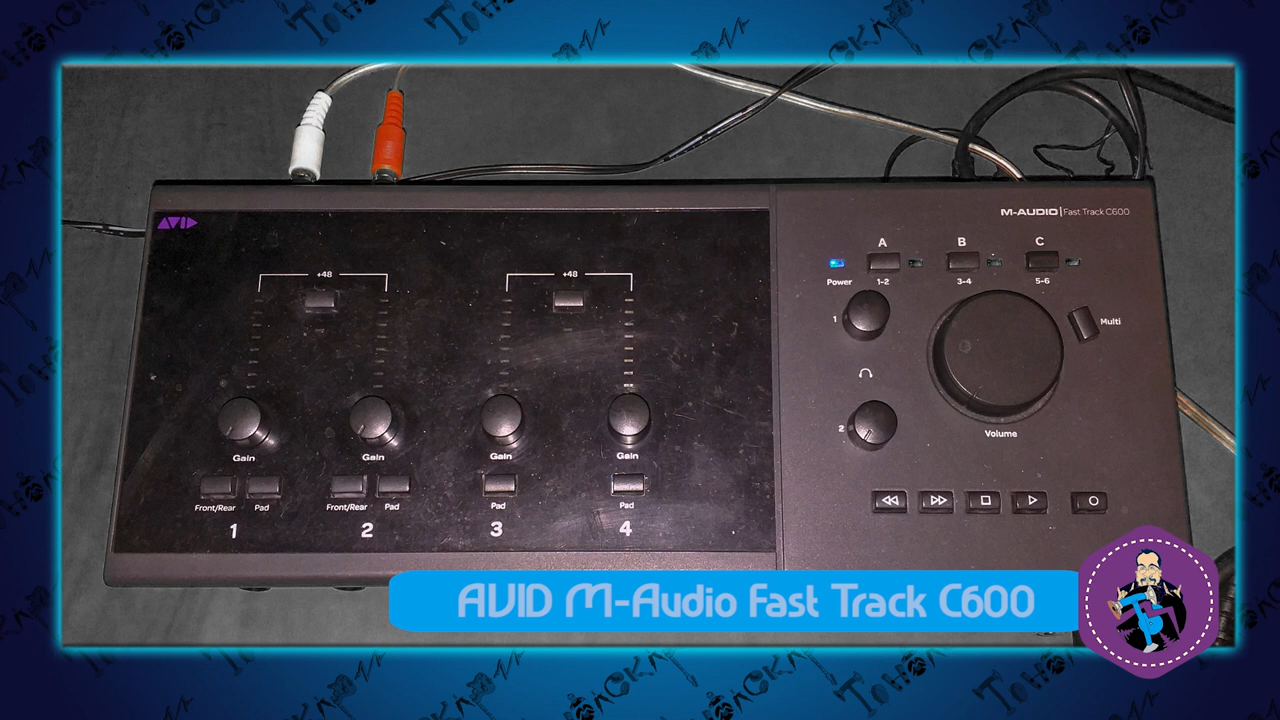 AVID
M-AUDIO | Fast Track C600
+48
+48
A B C
Power 1-2 3-4 5-6
1
Multi
2
Volume
Gain Gain Gain Gain
Front/Rear Pad Front/Rear Pad Pad Pad
1 2 3 4
AVID M-Audio Fast Track C600